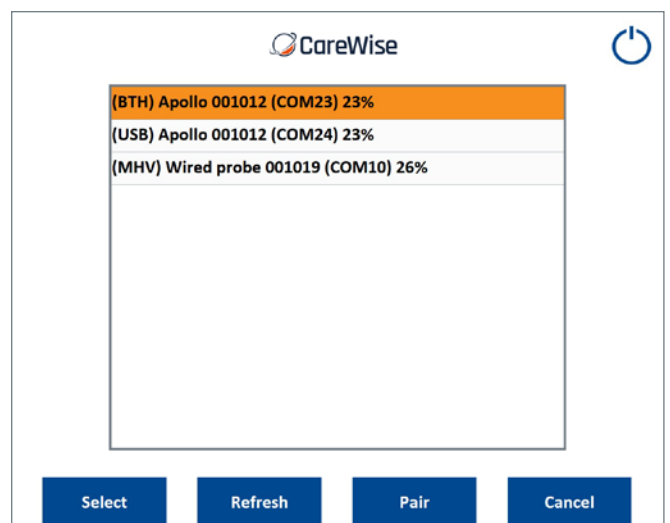 CareWise
(BTH) Apollo 001012 (COM23) 23%
(USB) Apollo 001012 (COM24) 23%
(MHV) Wired probe 001019 (COM10) 26%
Select Refresh Pair Cancel